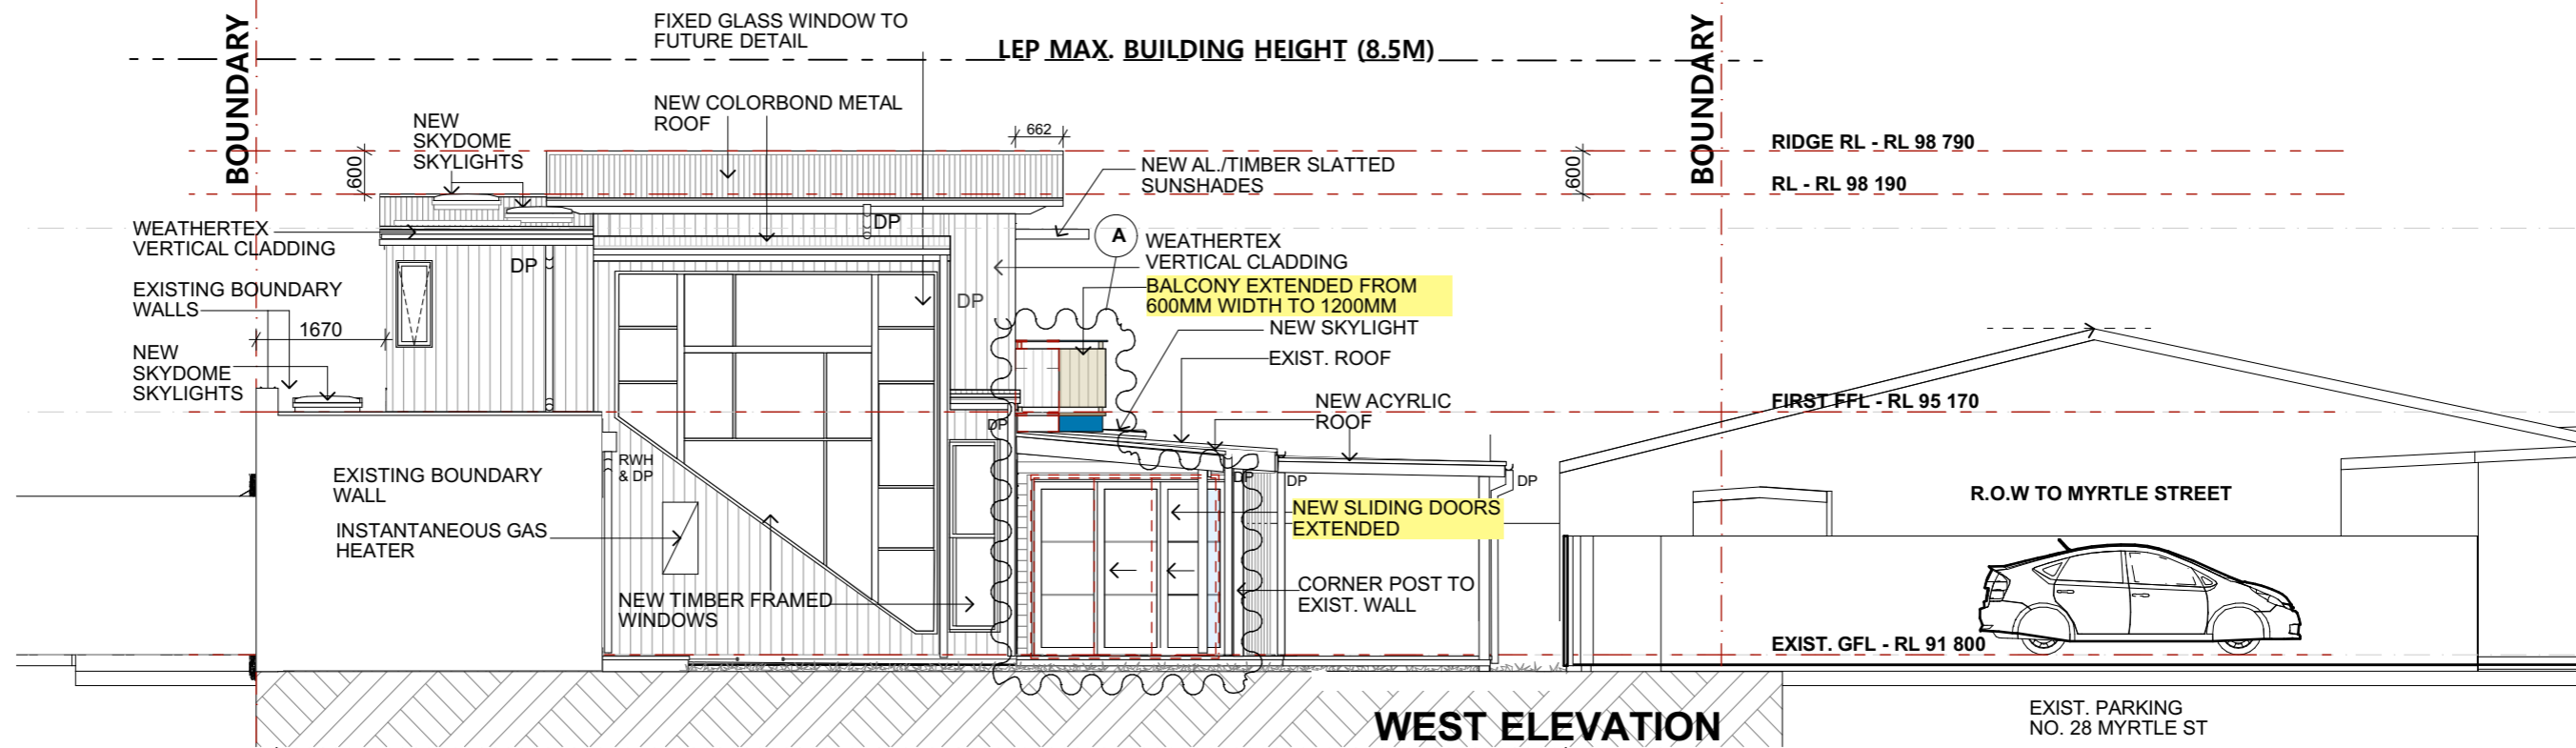 BOUNDARY
FIXED GLASS WINDOW TO
FUTURE DETAIL
LEP MAX. BUILDING HEIGHT (8.5M)
BOUNDARY
NEW COLORBOND METAL
ROOF
NEW
SKYDOME
SKYLIGHTS
662
RIDGE RL - RL 98 790
600
NEW AL./TIMBER SLATTED
SUNSHADES
600
RL - RL 98 190
WEATHERTEX
VERTICAL CLADDING
DP
A
WEATHERTEX
VERTICAL CLADDING
DP
EXISTING BOUNDARY
WALLS
DP
BALCONY EXTENDED FROM
600MM WIDTH TO 1200MM
1670
NEW SKYLIGHT
NEW
SKYDOME
SKYLIGHTS
EXIST. ROOF
NEW ACYRLIC
ROOF
FIRST FFL - RL 95 170
DP
EXISTING BOUNDARY
WALL
RWH
& DP
DP
DP
DP
R.O.W TO MYRTLE STREET
NEW SLIDING DOORS
EXTENDED
INSTANTANEOUS GAS
HEATER
NEW TIMBER FRAMED
WINDOWS
CORNER POST TO
EXIST. WALL
EXIST. GFL - RL 91 800
WEST ELEVATION
EXIST. PARKING
NO. 28 MYRTLE ST